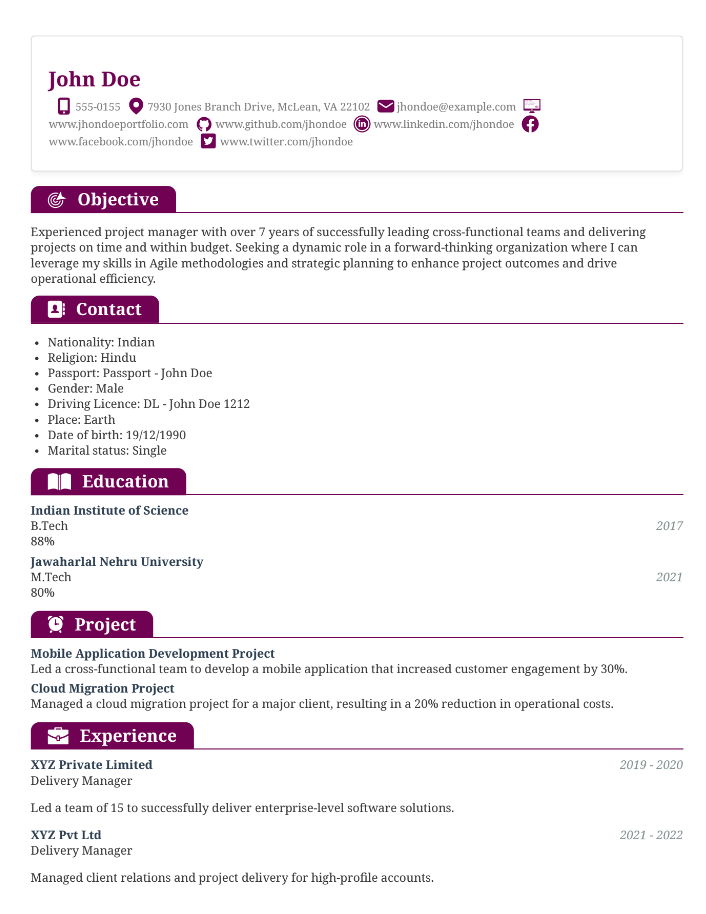 John Doe
555-0155 7930 Jones Branch Drive, McLean, VA 22102 jhondoe@example.com
www.jhondoeportfolio.com www.github.com/jhondoe www.linkedin.com/jhondoe
www.facebook.com/jhondoe www.twitter.com/jhondoe
Objective
Experienced project manager with over 7 years of successfully leading cross-functional teams and delivering
projects on time and within budget. Seeking a dynamic role in a forward-thinking organization where I can
leverage my skills in Agile methodologies and strategic planning to enhance project outcomes and drive
operational efficiency.
Contact
• Nationality: Indian
• Religion: Hindu
• Passport: Passport - John Doe
• Gender: Male
• Driving Licence: DL - John Doe 1212
• Place: Earth
• Date of birth: 19/12/1990
• Marital status: Single
Education
Indian Institute of Science
B.Tech 2017
88%
Jawaharlal Nehru University
M.Tech 2021
80%
Project
Mobile Application Development Project
Led a cross-functional team to develop a mobile application that increased customer engagement by 30%.
Cloud Migration Project
Managed a cloud migration project for a major client, resulting in a 20% reduction in operational costs.
Experience
XYZ Private Limited 2019 - 2020
Delivery Manager
Led a team of 15 to successfully deliver enterprise-level software solutions.
XYZ Pvt Ltd 2021 - 2022
Delivery Manager
Managed client relations and project delivery for high-profile accounts.